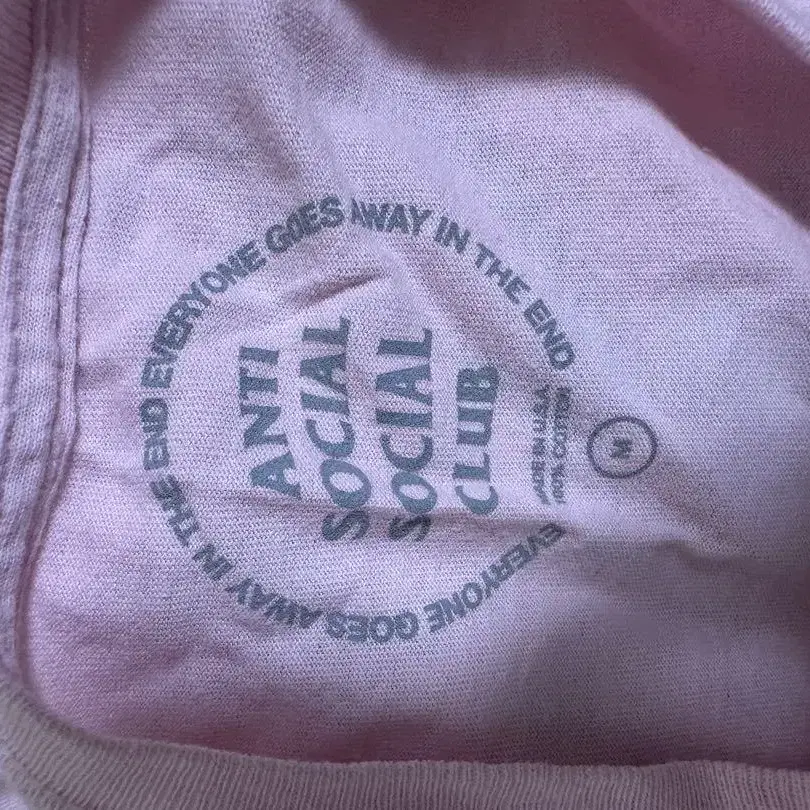 EVERYONE GOES AWAY IN THE END
EVERYONE GOES AWAY IN THE END
ANTI
SOCIAL
SOCIAL
CLUB
MADE IN U.S.A.
100% COTTON
M